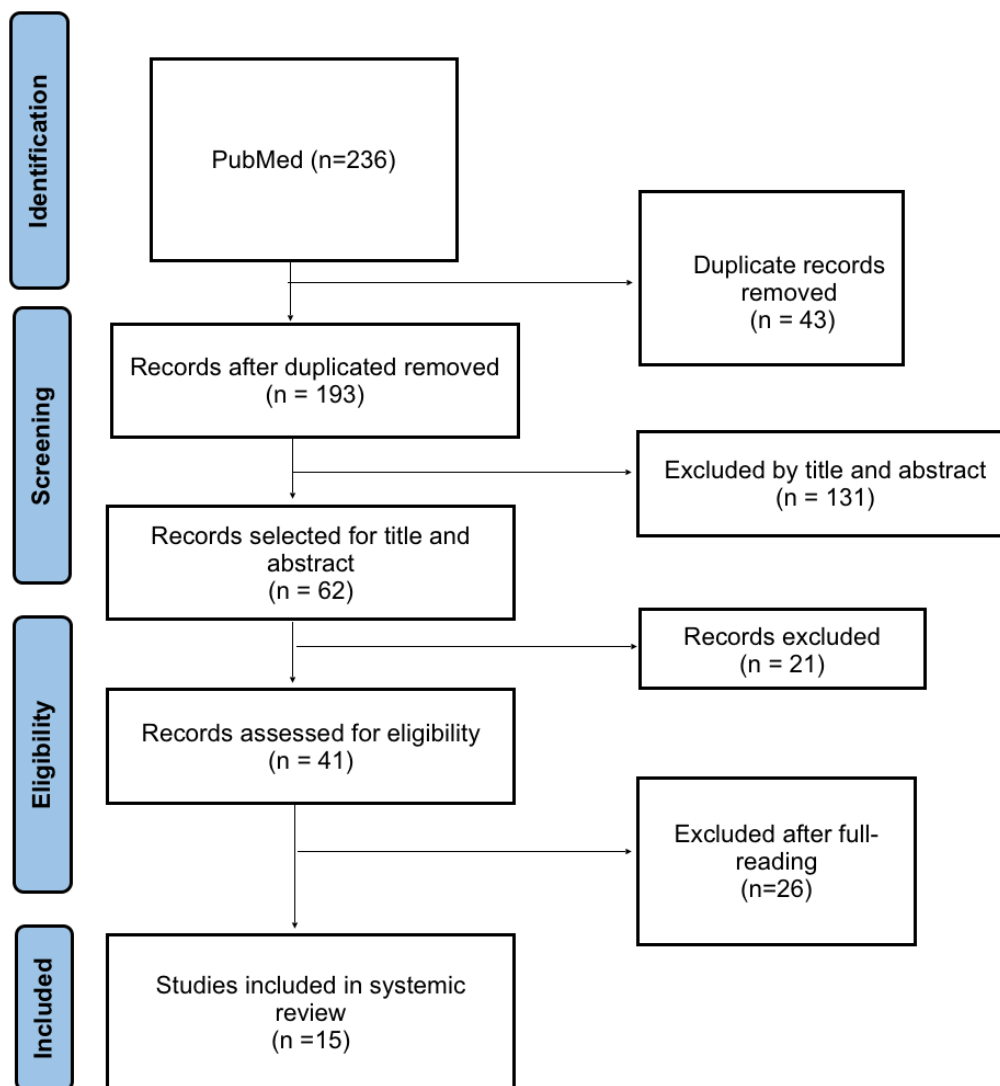 Identification
PubMed (n=236)
Duplicate records
removed
(n = 43)
Screening
Records after duplicated removed
(n = 193)
Excluded by title and abstract
(n = 131)
Records selected for title and
abstract
(n = 62)
Eligibility
Records excluded
(n = 21)
Records assessed for eligibility
(n = 41)
Excluded after full-
reading
(n=26)
Included
Studies included in systemic
review
(n =15)